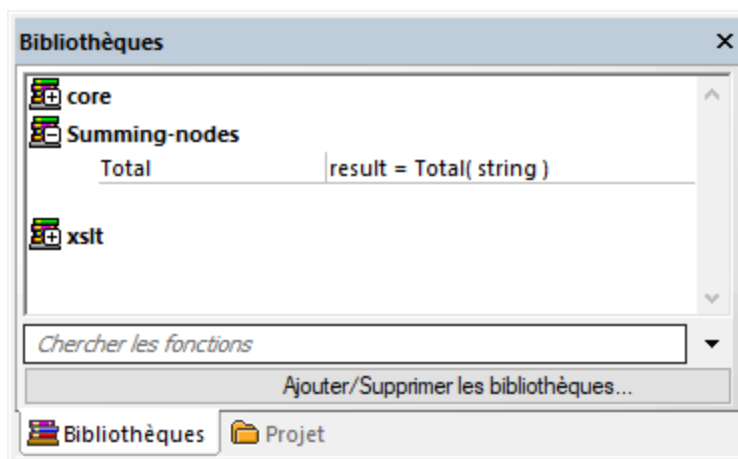 Bibliothèques
core
Summing-nodes
Total result = Total( string )
xslt
Chercher les fonctions
Ajouter/Supprimer les bibliothèques...
Bibliothèques Projet